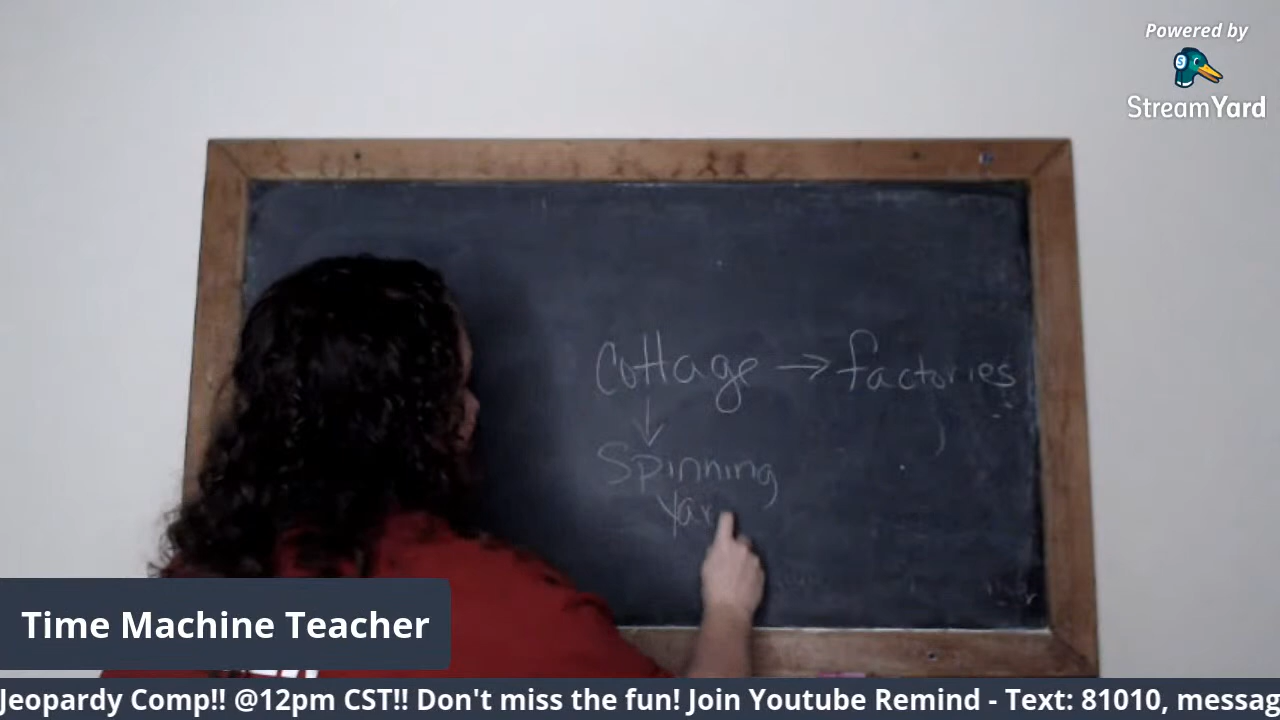 Powered by
StreamYard
Cottage → factories
Spinning
Yar
Time Machine Teacher
Jeopardy Comp!! @12pm CST!! Don't miss the fun! Join Youtube Remind - Text: 81010, messag